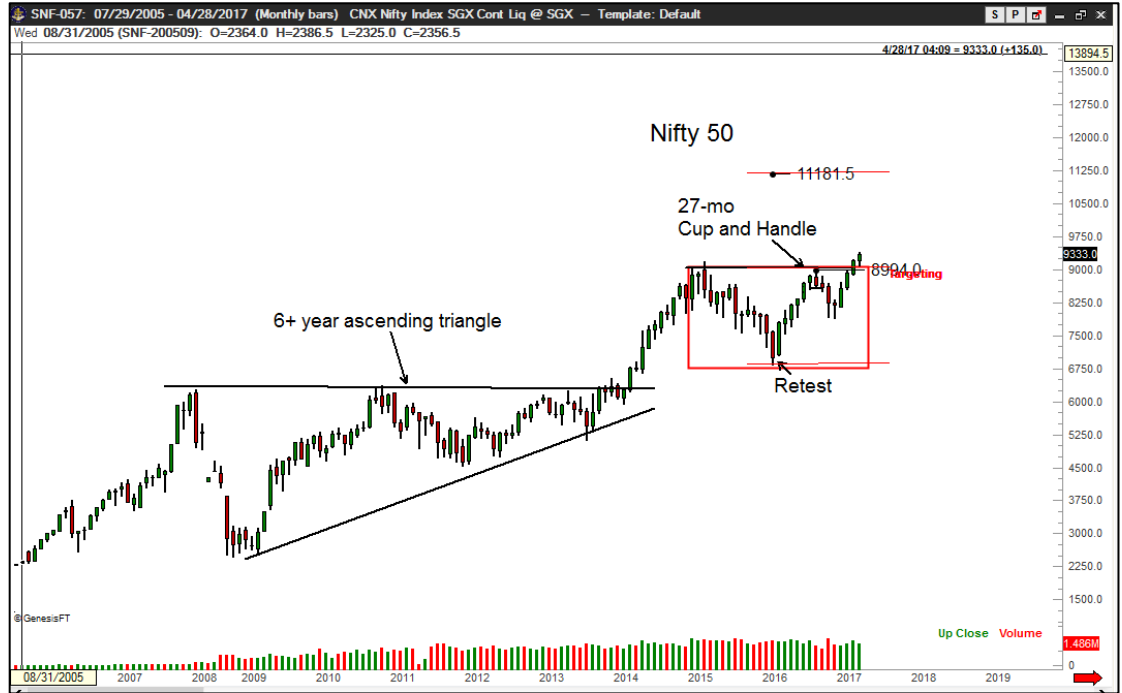 SNF-057: 07/29/2005 - 04/28/2017 (Monthly bars) CNX Nifty Index SGX Cont Liq @ SGX — Template: Default
S P
Wed 08/31/2005 (SNF-200509): O=2364.0 H=2386.5 L=2325.0 C=2356.5
4/28/17 04:09 = 9333.0 (+135.0)
13894.5
13500.0
12750.0
Nifty 50
12000.0
11181.5
11250.0
27-mo
Cup and Handle
10500.0
9750.0
9333.0
8994.0
Targeting
9000.0
8250.0
6+ year ascending triangle
7500.0
Retest
6750.0
6000.0
5250.0
4500.0
3750.0
3000.0
2250.0
1500.0
©GenesisFT
Up Close Volume
1.486M
0
08/31/2005 2007 2008 2009 2010 2011 2012 2013 2014 2015 2016 2017 2018 2019